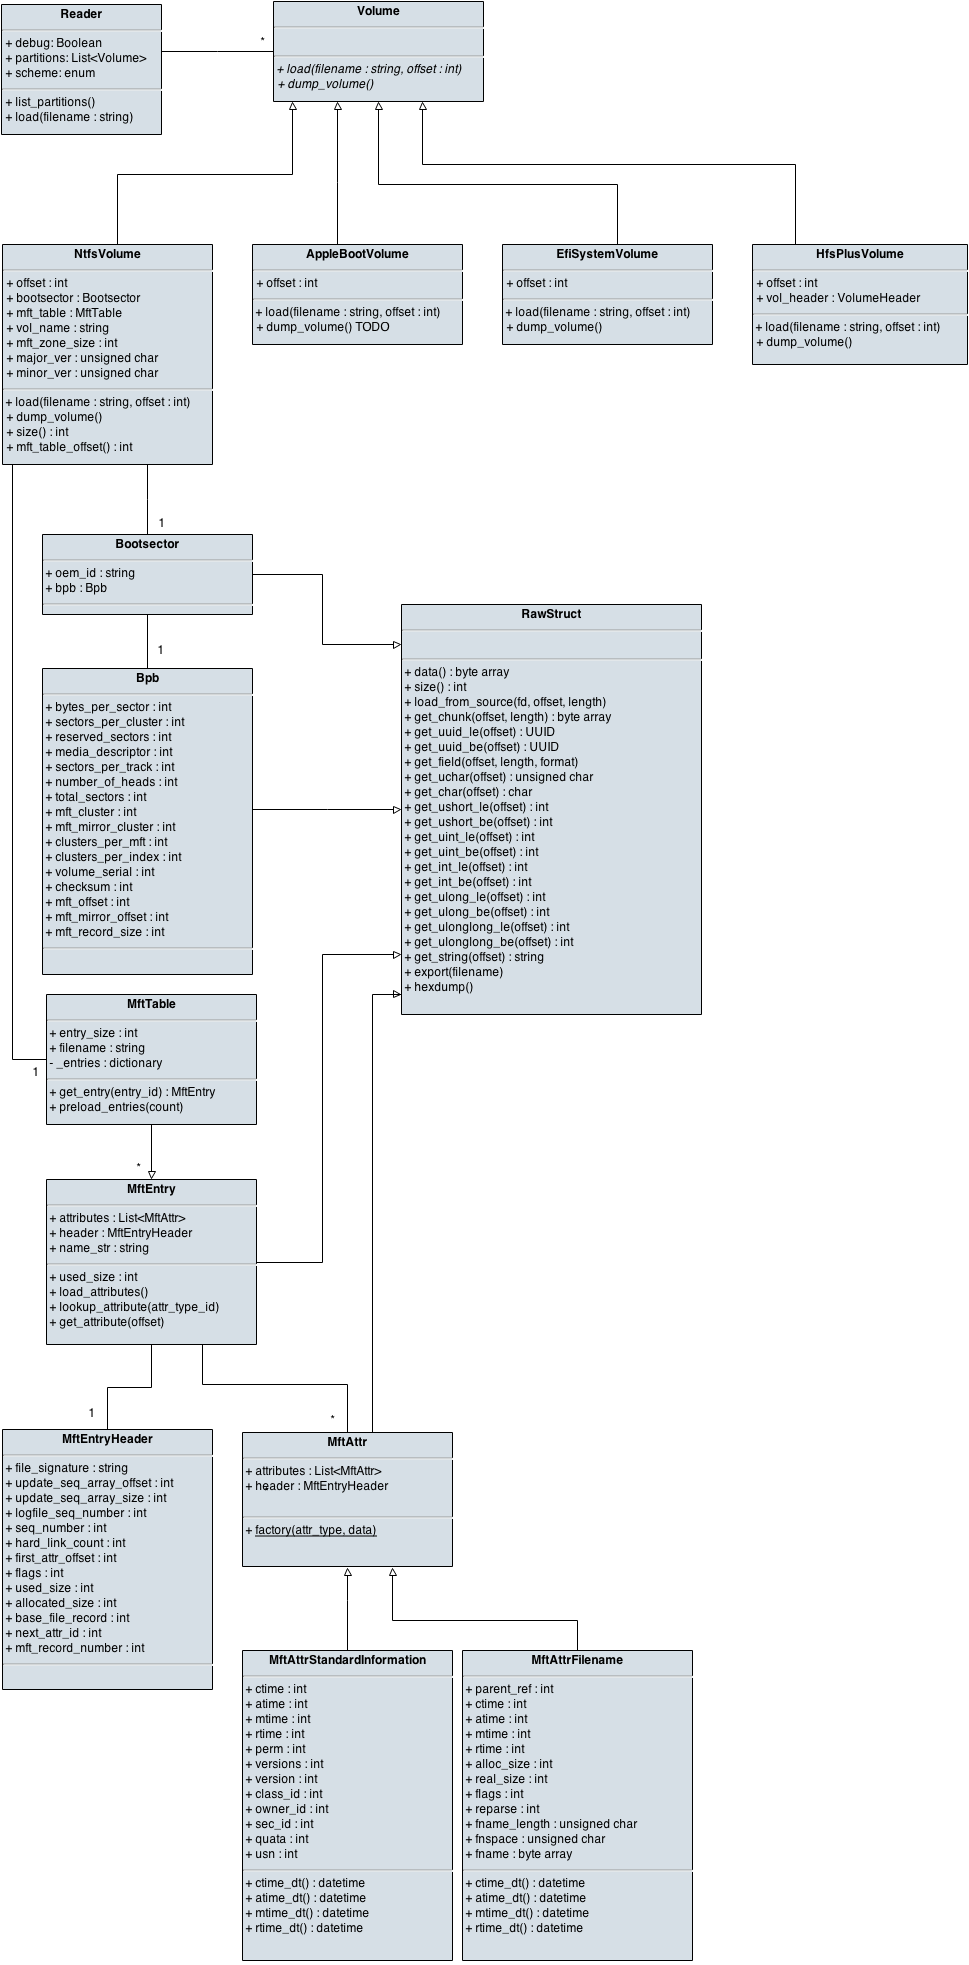 Reader
+ debug: Boolean
+ partitions: List<Volume>
+ scheme: enum
+ list_partitions()
+ load(filename : string)
*
Volume
+ load(filename : string, offset : int)
+ dump_volume()
NtfsVolume
+ offset : int
+ bootsector : Bootsector
+ mft_table : MftTable
+ vol_name : string
+ mft_zone_size : int
+ major_ver : unsigned char
+ minor_ver : unsigned char
+ load(filename : string, offset : int)
+ dump_volume()
+ size() : int
+ mft_table_offset() : int
AppleBootVolume
+ offset : int
+ load(filename : string, offset : int)
+ dump_volume() TODO
EfiSystemVolume
+ offset : int
+ load(filename : string, offset : int)
+ dump_volume()
HfsPlusVolume
+ offset : int
+ vol_header : VolumeHeader
+ load(filename : string, offset : int)
+ dump_volume()
1
Bootsector
+ oem_id : string
+ bpb : Bpb
1
Bpb
+ bytes_per_sector : int
+ sectors_per_cluster : int
+ reserved_sectors : int
+ media_descriptor : int
+ sectors_per_track : int
+ number_of_heads : int
+ total_sectors : int
+ mft_cluster : int
+ mft_mirror_cluster : int
+ clusters_per_mft : int
+ clusters_per_index : int
+ volume_serial : int
+ checksum : int
+ mft_offset : int
+ mft_mirror_offset : int
+ mft_record_size : int
RawStruct
+ data() : byte array
+ size() : int
+ load_from_source(fd, offset, length)
+ get_chunk(offset, length) : byte array
+ get_uuid_le(offset) : UUID
+ get_uuid_be(offset) : UUID
+ get_field(offset, length, format)
+ get_uchar(offset) : unsigned char
+ get_char(offset) : char
+ get_ushort_le(offset) : int
+ get_ushort_be(offset) : int
+ get_uint_le(offset) : int
+ get_uint_be(offset) : int
+ get_int_le(offset) : int
+ get_int_be(offset) : int
+ get_ulong_le(offset) : int
+ get_ulong_be(offset) : int
+ get_ulonglong_le(offset) : int
+ get_ulonglong_be(offset) : int
+ get_string(offset) : string
+ export(filename)
+ hexdump()
MftTable
+ entry_size : int
+ filename : string
- _entries : dictionary
+ get_entry(entry_id) : MftEntry
+ preload_entries(count)
1
*
MftEntry
+ attributes : List<MftAttr>
+ header : MftEntryHeader
+ name_str : string
+ used_size : int
+ load_attributes()
+ lookup_attribute(attr_type_id)
+ get_attribute(offset)
1
*
MftEntryHeader
+ file_signature : string
+ update_seq_array_offset : int
+ update_seq_array_size : int
+ logfile_seq_number : int
+ seq_number : int
+ hard_link_count : int
+ first_attr_offset : int
+ flags : int
+ used_size : int
+ allocated_size : int
+ base_file_record : int
+ next_attr_id : int
+ mft_record_number : int
MftAttr
+ attributes : List<MftAttr>
+ header : MftEntryHeader
+ factory(attr_type, data)
MftAttrStandardInformation
+ ctime : int
+ atime : int
+ mtime : int
+ rtime : int
+ perm : int
+ versions : int
+ version : int
+ class_id : int
+ owner_id : int
+ sec_id : int
+ quata : int
+ usn : int
+ ctime_dt() : datetime
+ atime_dt() : datetime
+ mtime_dt() : datetime
+ rtime_dt() : datetime
MftAttrFilename
+ parent_ref : int
+ ctime : int
+ atime : int
+ mtime : int
+ rtime : int
+ alloc_size : int
+ real_size : int
+ flags : int
+ reparse : int
+ fname_length : unsigned char
+ fnspace : unsigned char
+ fname : byte array
+ ctime_dt() : datetime
+ atime_dt() : datetime
+ mtime_dt() : datetime
+ rtime_dt() : datetime